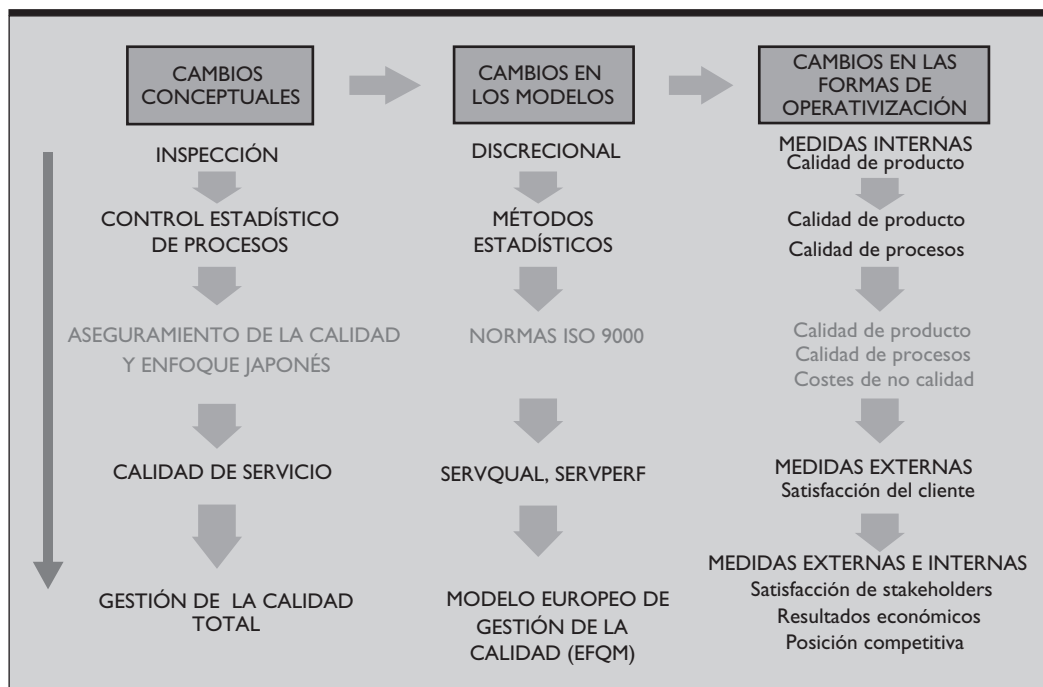 CAMBIOS
CONCEPTUALES
CAMBIOS EN
LOS MODELOS
CAMBIOS EN LAS
FORMAS DE
OPERATIVIZACIÓN
INSPECCIÓN
CONTROL ESTADÍSTICO
DE PROCESOS
ASEGURAMIENTO DE LA CALIDAD
Y ENFOQUE JAPONÉS
CALIDAD DE SERVICIO
GESTIÓN DE LA CALIDAD
TOTAL
DISCRECIONAL
MÉTODOS
ESTADÍSTICOS
NORMAS ISO 9000
SERVQUAL, SERVPERF
MODELO EUROPEO DE
GESTIÓN DE LA
CALIDAD (EFQM)
MEDIDAS INTERNAS
Calidad de producto
Calidad de producto
Calidad de procesos
Calidad de producto
Calidad de procesos
Costes de no calidad
MEDIDAS EXTERNAS
Satisfacción del cliente
MEDIDAS EXTERNAS E INTERNAS
Satisfacción de stakeholders
Resultados económicos
Posición competitiva